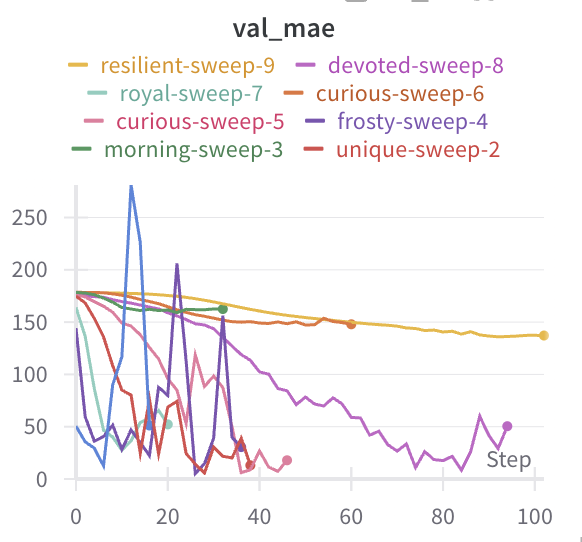 val_mae
resilient-sweep-9 devoted-sweep-8
royal-sweep-7 curious-sweep-6
curious-sweep-5 frosty-sweep-4
morning-sweep-3 unique-sweep-2
250
200
150
100
50
0
Step
0 20 40 60 80 100